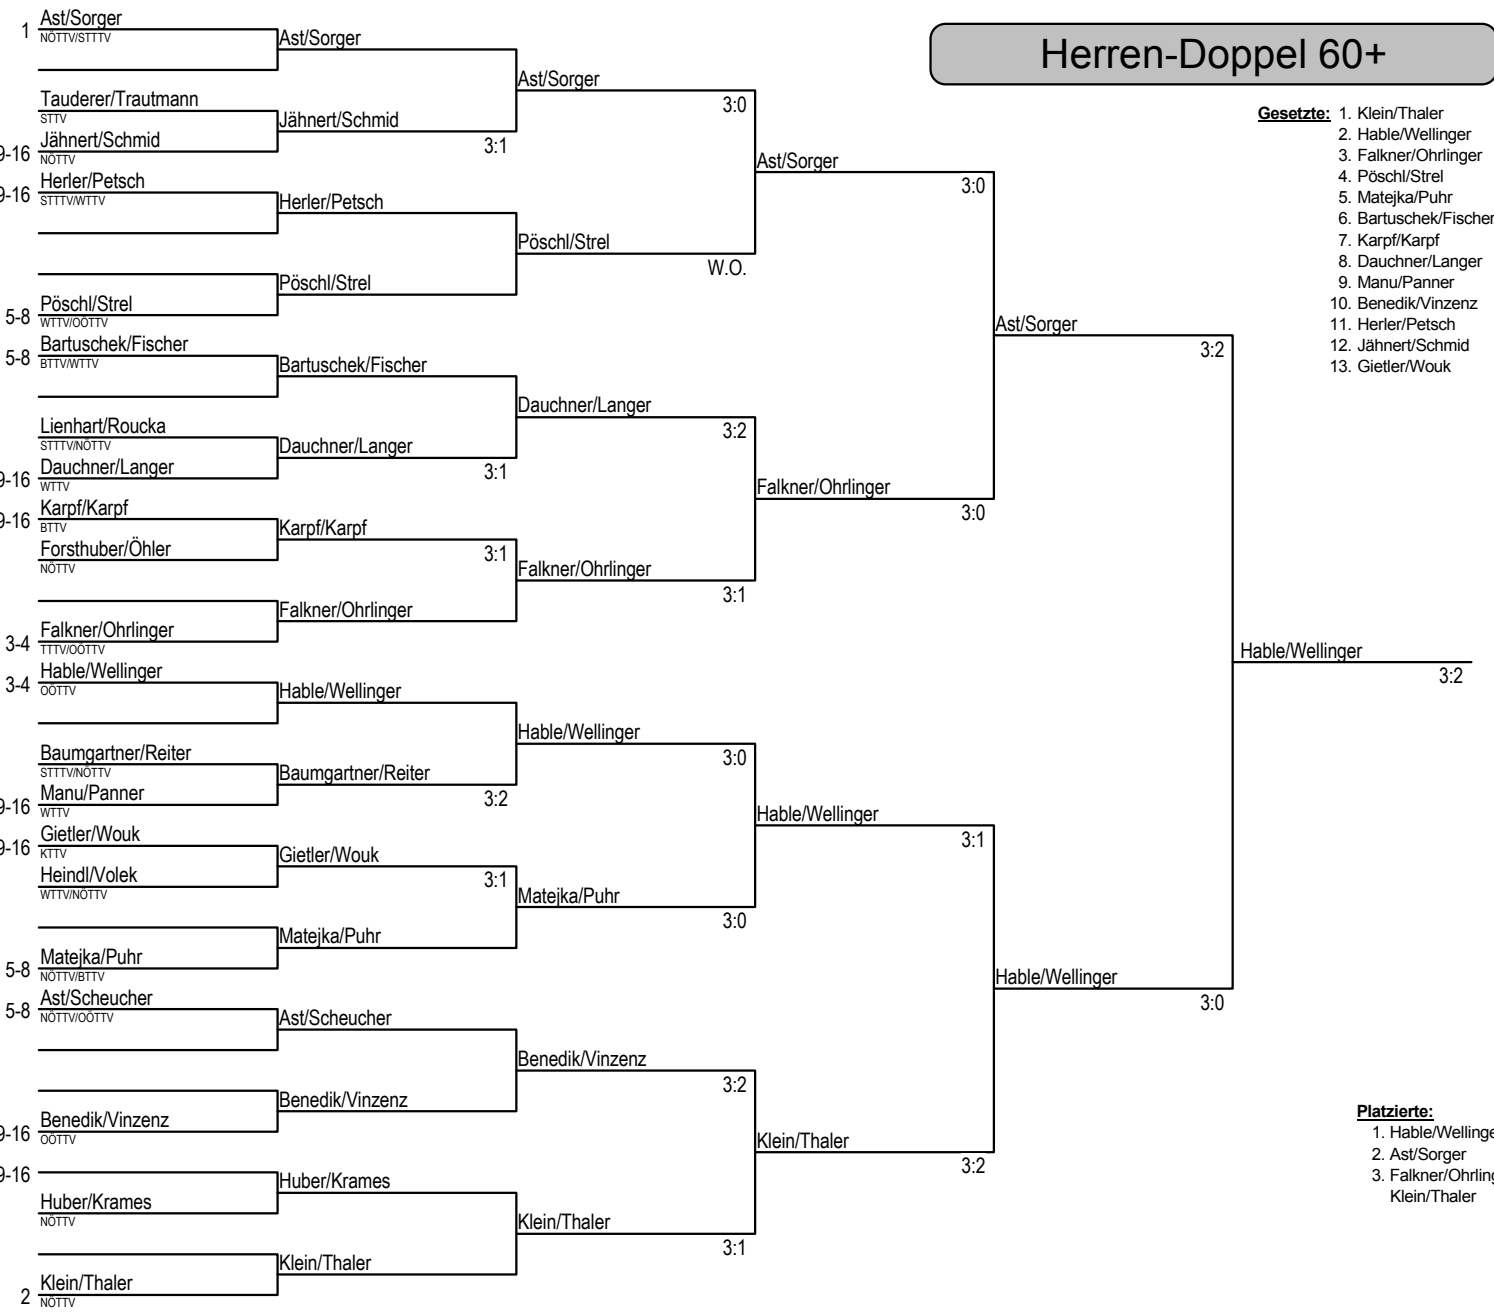 Herren-Doppel 60+
Gesetzte: 1. Klein/Thaler
2. Hable/Wellinger
3. Falkner/Ohrlinger
4. Pöschl/Strel
5. Matejka/Puhr
6. Bartuschek/Fischer
7. Karpf/Karpf
8. Dauchner/Langer
9. Manu/Panner
10. Benedik/Vinzenz
11. Herler/Petsch
12. Jähnert/Schmid
13. Gietler/Wouk
1 Ast/Sorger
NÖTTV/STTTV
Tauderer/Trautmann
STTV
9-16 Jähnert/Schmid
NÖTTV
9-16 Herler/Petsch
STTTV/WTTV
5-8 Pöschl/Strel
WTTV/OÖTTV
5-8 Bartuschek/Fischer
BTTV/WTTV
Lienhart/Roucka
STTTV/NÖTTV
9-16 Dauchner/Langer
WTTV
9-16 Karpf/Karpf
BTTV
Forsthuber/Öhler
NÖTTV
3-4 Falkner/Ohrlinger
TTTV/OÖTTV
3-4 Hable/Wellinger
OÖTTV
Baumgartner/Reiter
STTTV/NÖTTV
9-16 Manu/Panner
WTTV
9-16 Gietler/Wouk
KTTV
Heindl/Volek
WTTV/NÖTTV
5-8 Matejka/Puhr
NÖTTV/BTTV
5-8 Ast/Scheucher
NÖTTV/OÖTTV
9-16 Benedik/Vinzenz
OÖTTV
9-16
Huber/Krames
NÖTTV
2 Klein/Thaler
NÖTTV
Ast/Sorger
Jähnert/Schmid
3:1
Herler/Petsch
Pöschl/Strel
Bartuschek/Fischer
Dauchner/Langer
3:1
Karpf/Karpf
3:1
Falkner/Ohrlinger
Hable/Wellinger
Baumgartner/Reiter
3:2
Gietler/Wouk
3:1
Matejka/Puhr
Ast/Scheucher
Benedik/Vinzenz
Huber/Krames
Klein/Thaler
Ast/Sorger
3:0
Pöschl/Strel
W.O.
Dauchner/Langer
3:2
Falkner/Ohrlinger
3:1
Hable/Wellinger
3:0
Matejka/Puhr
3:0
Benedik/Vinzenz
3:2
Klein/Thaler
3:1
Ast/Sorger
3:0
Falkner/Ohrlinger
3:0
Hable/Wellinger
3:1
Klein/Thaler
3:2
Ast/Sorger
3:2
Hable/Wellinger
3:0
Hable/Wellinger
3:2
Platzierte:
1. Hable/Wellinge
2. Ast/Sorger
3. Falkner/Ohrling
Klein/Thaler